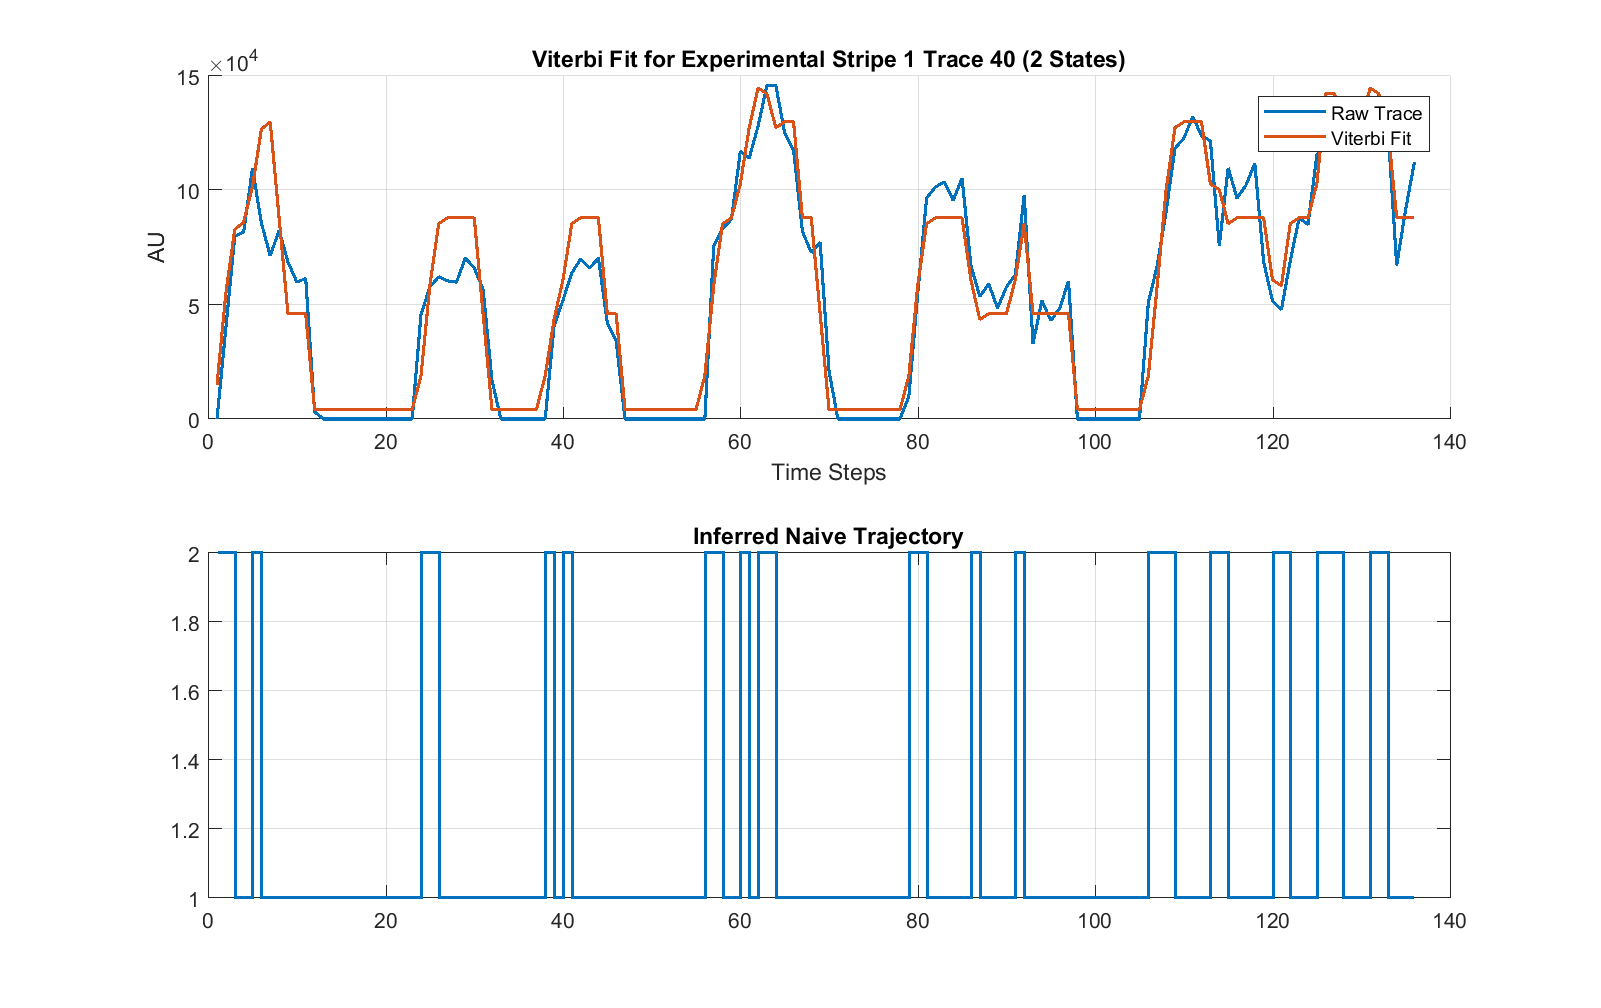 Viterbi Fit for Experimental Stripe 1 Trace 40 (2 States)
×10^4
15
10
5
0
AU
Raw Trace
Viterbi Fit
0 20 40 60 80 100 120 140
Time Steps
Inferred Naive Trajectory
2
1.8
1.6
1.4
1.2
1
0 20 40 60 80 100 120 140